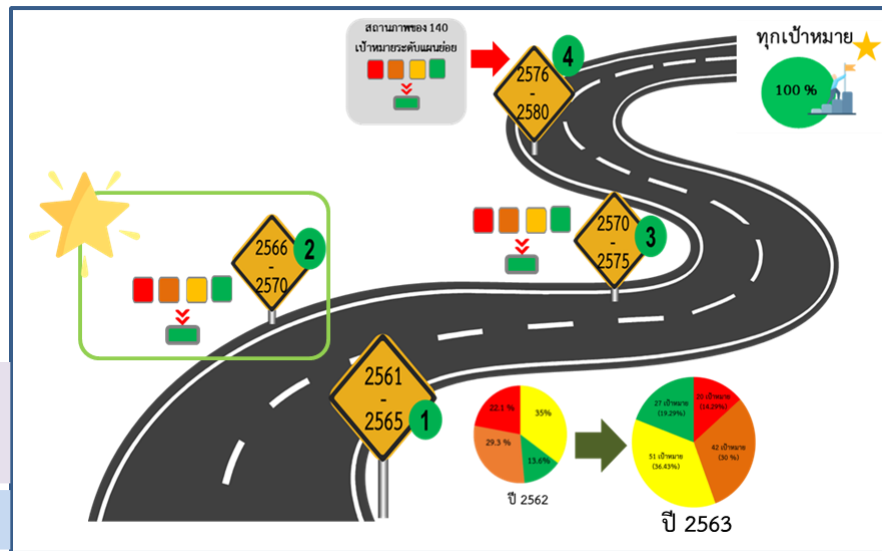 สถานภาพของ 140
เป้าหมายระดับแผนย่อย
4
2576
-
2580
ทุกเป้าหมาย
100 %
2
2566
-
2570
3
2570
-
2575
1
2561
-
2565
22.1 %
35%
29.3 %
13.6%
ปี 2562
27 เป้าหมาย
(19.29%)
20 เป้าหมาย
(14.29%)
42 เป้าหมาย
(30 %)
51 เป้าหมาย
(36.43%)
ปี 2563